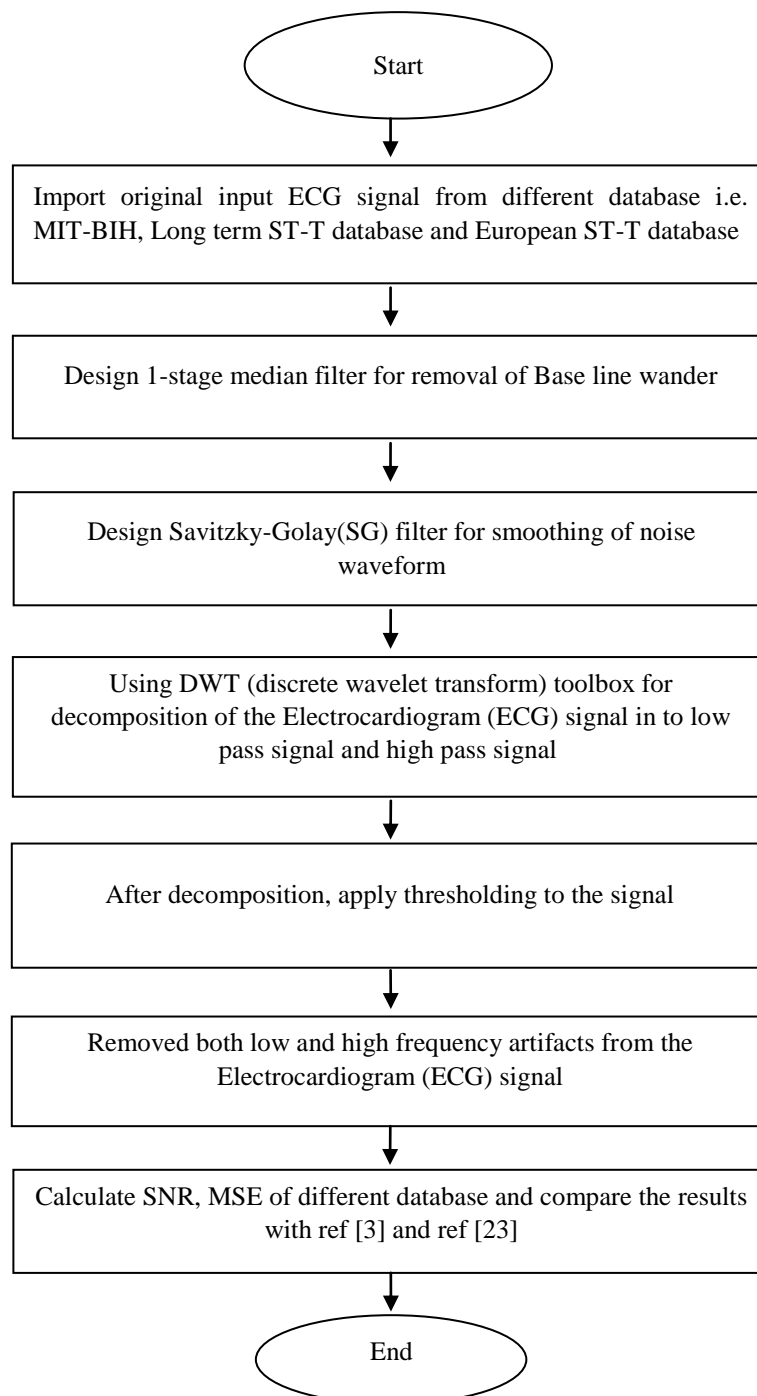 Start
Import original input ECG signal from different database i.e.
MIT-BIH, Long term ST-T database and European ST-T database
Design 1-stage median filter for removal of Base line wander
Design Savitzky-Golay(SG) filter for smoothing of noise
waveform
Using DWT (discrete wavelet transform) toolbox for
decomposition of the Electrocardiogram (ECG) signal in to low
pass signal and high pass signal
After decomposition, apply thresholding to the signal
Removed both low and high frequency artifacts from the
Electrocardiogram (ECG) signal
Calculate SNR, MSE of different database and compare the results
with ref [3] and ref [23]
End